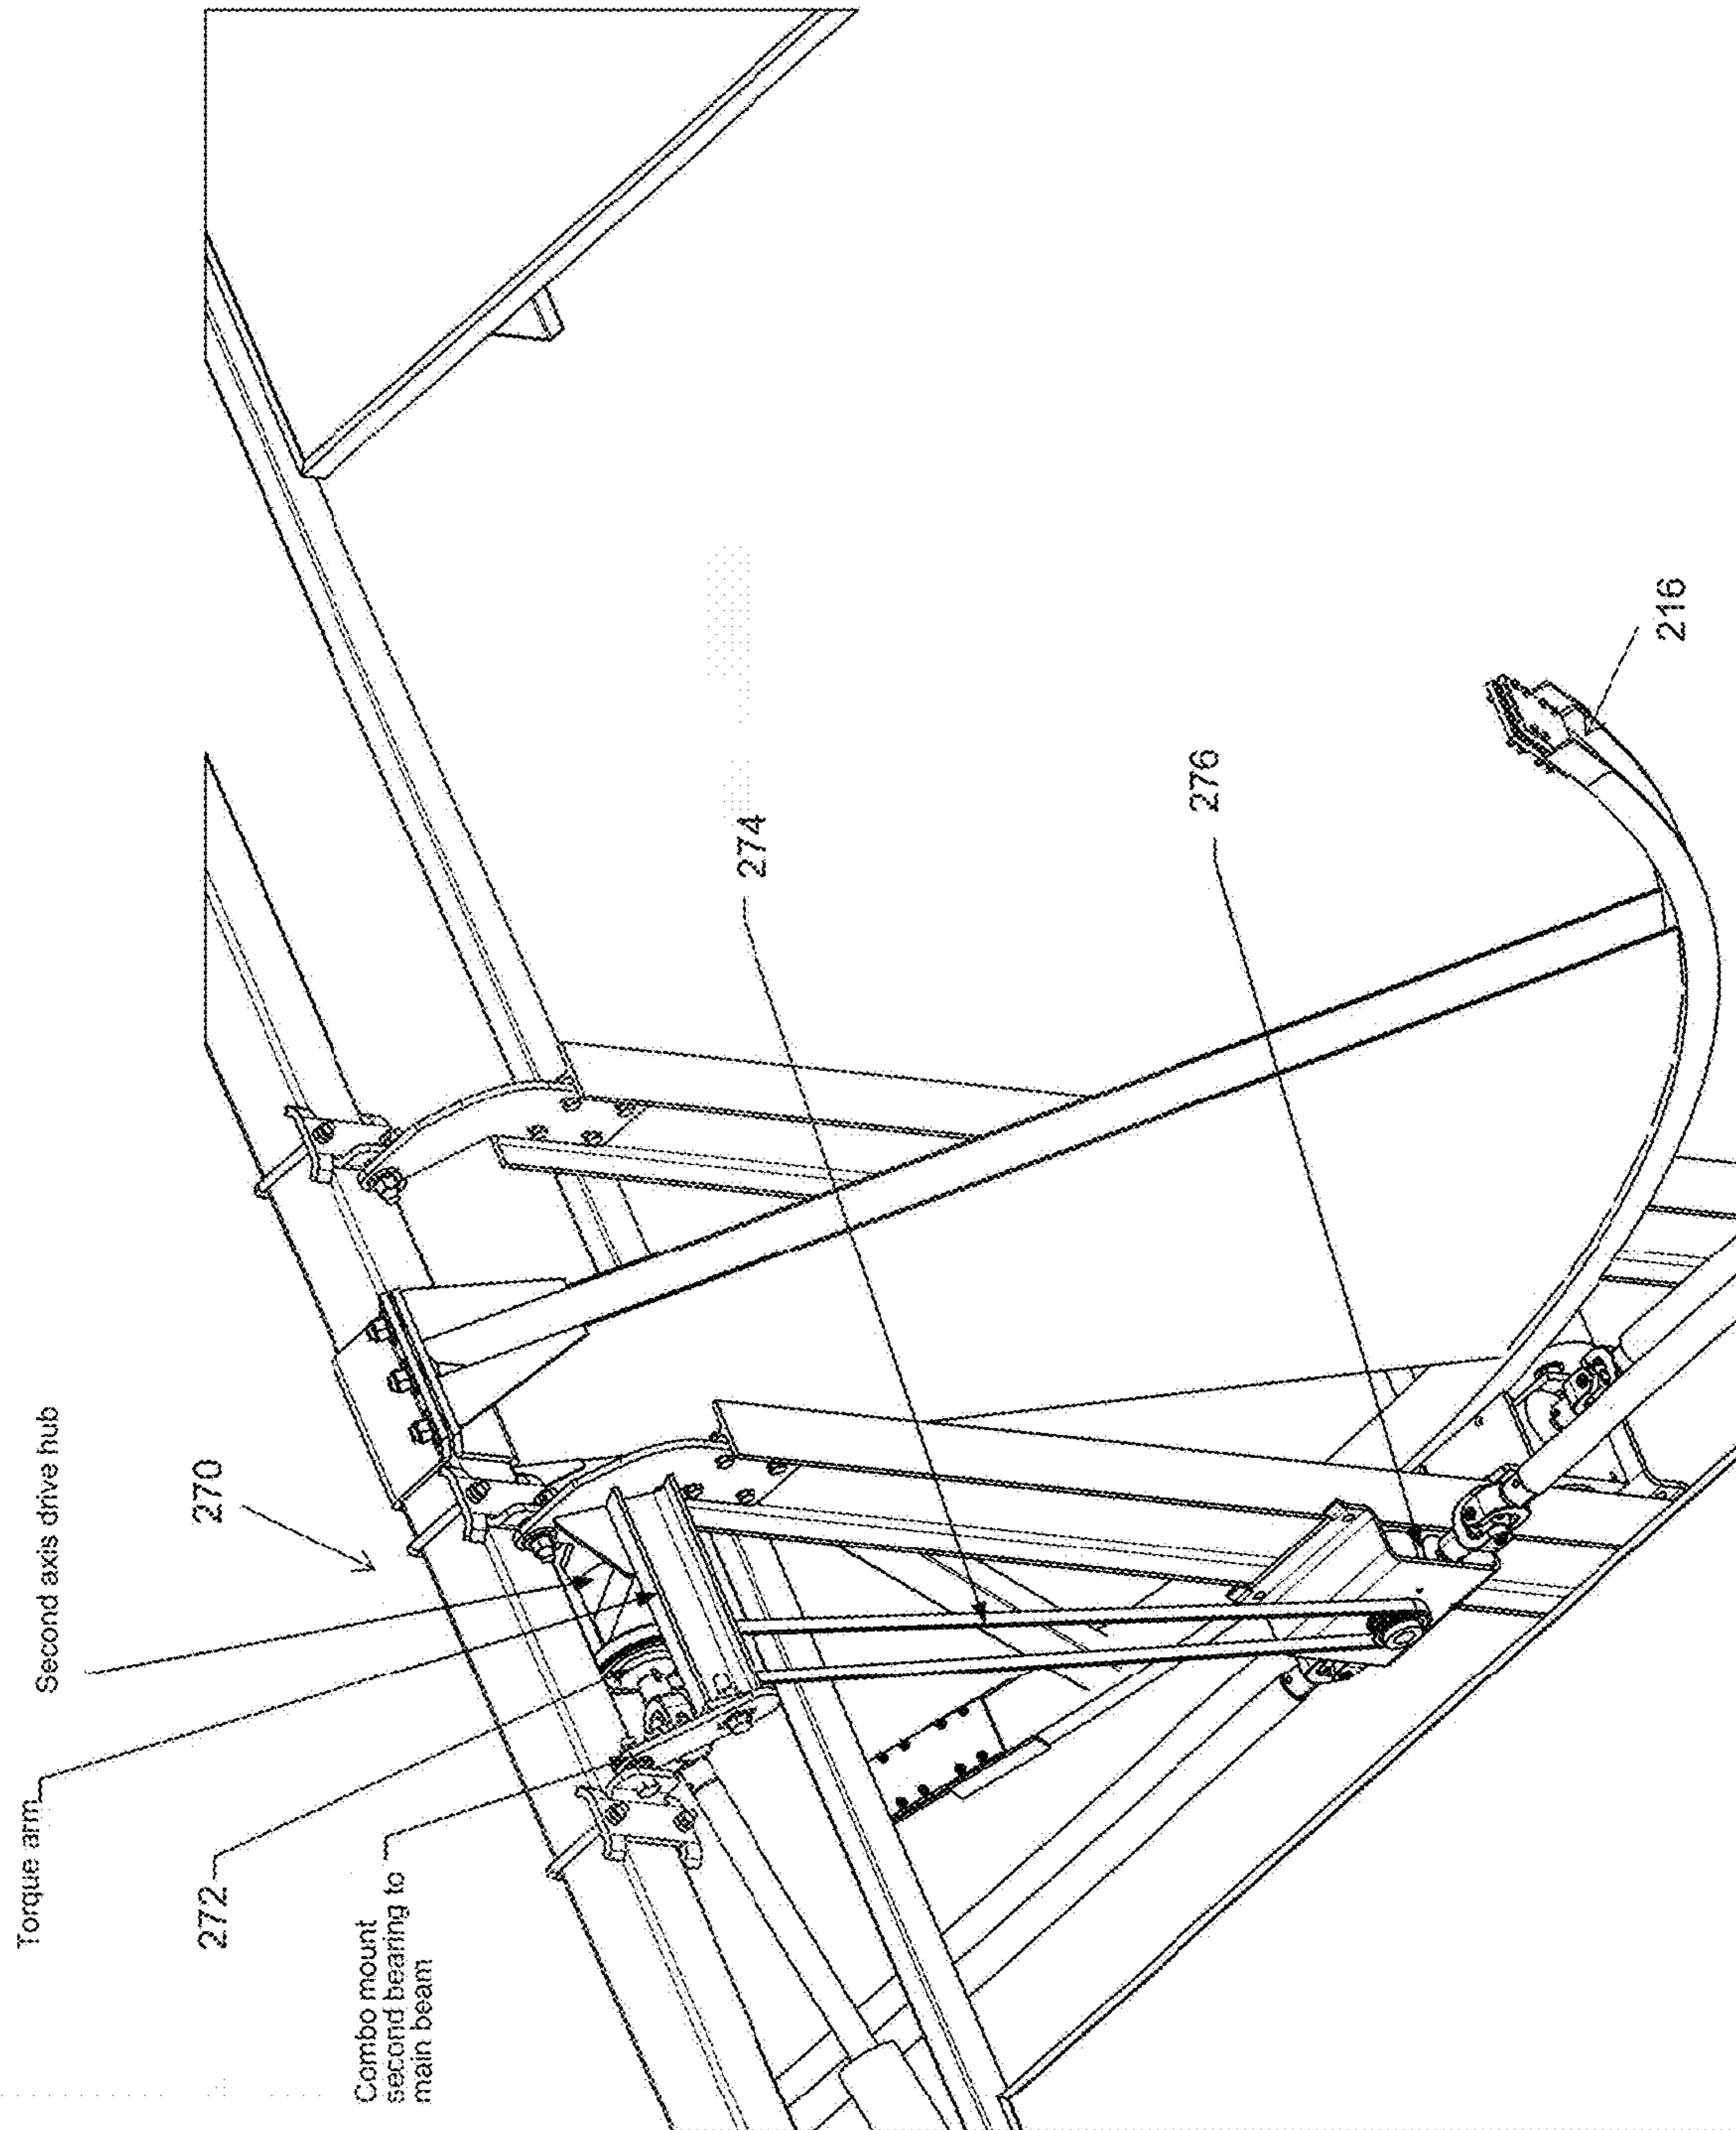 Torque arm
Second axis drive hub
270
272
Combo mount
second bearing to
main beam
274
276
216